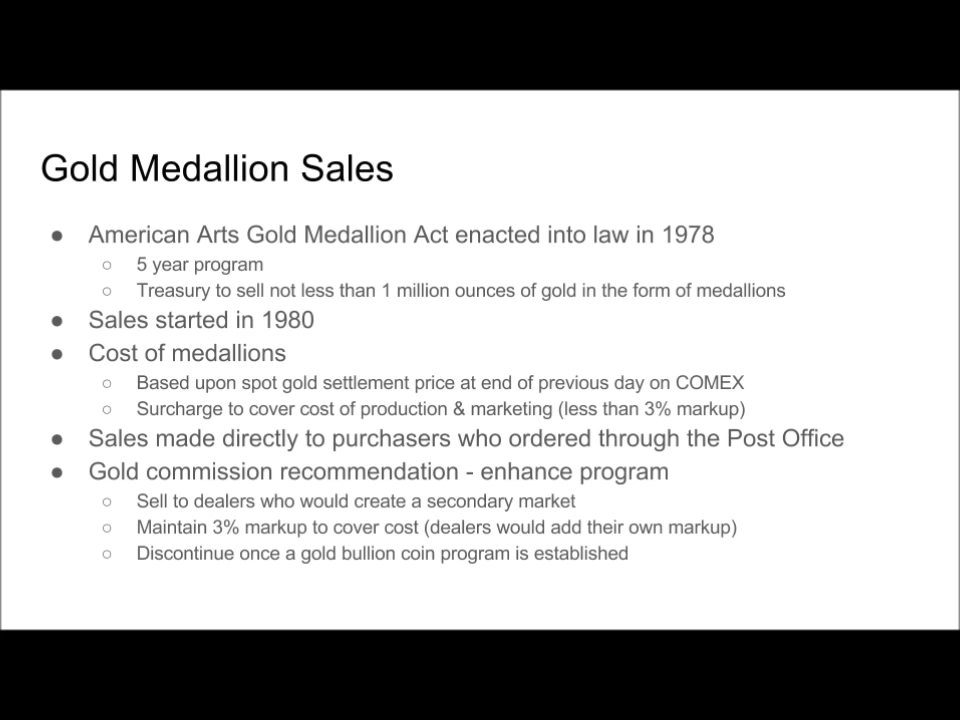 Gold Medallion Sales
● American Arts Gold Medallion Act enacted into law in 1978
○ 5 year program
○ Treasury to sell not less than 1 million ounces of gold in the form of medallions
● Sales started in 1980
● Cost of medallions
○ Based upon spot gold settlement price at end of previous day on COMEX
○ Surcharge to cover cost of production & marketing (less than 3% markup)
● Sales made directly to purchasers who ordered through the Post Office
● Gold commission recommendation - enhance program
○ Sell to dealers who would create a secondary market
○ Maintain 3% markup to cover cost (dealers would add their own markup)
○ Discontinue once a gold bullion coin program is established